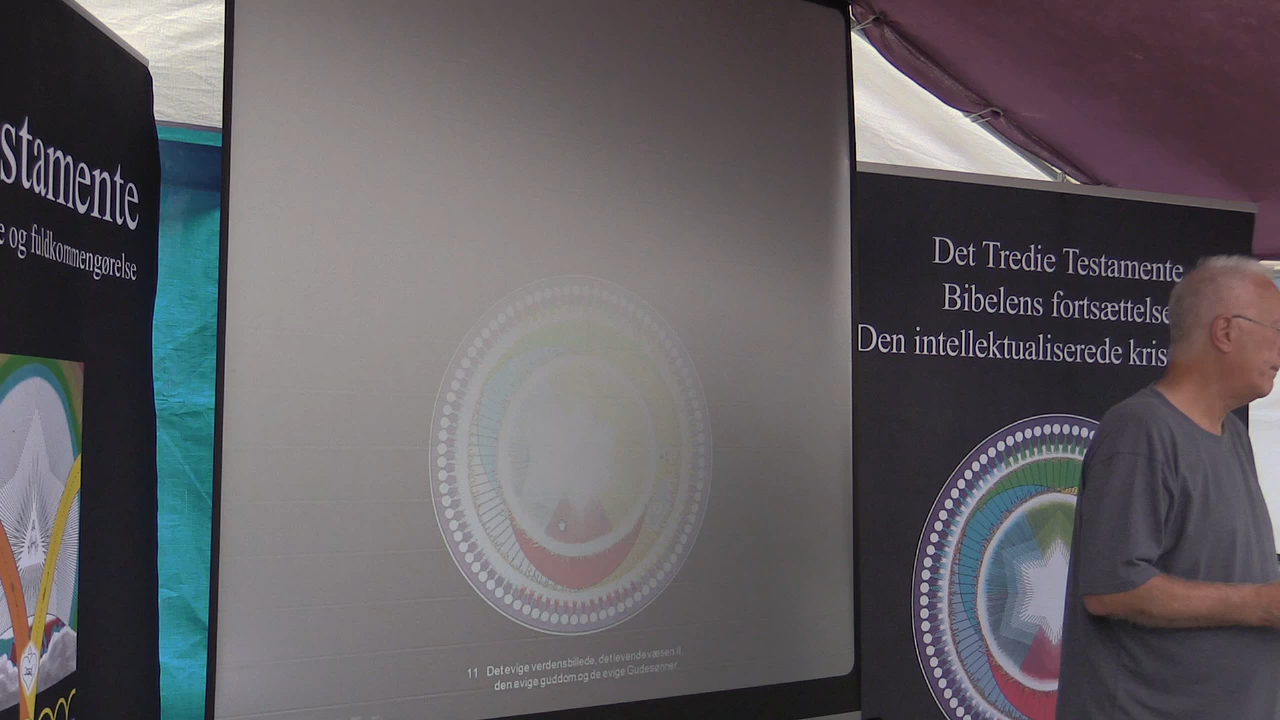 stamente
e og fuldkommengørelse
11 Det evige verdensbillede, det levende væsen II,
den evige guddom og de evige Gudesønner
Det Tredie Testamente
Bibelens fortsættelse
Den intellektualiserede kris